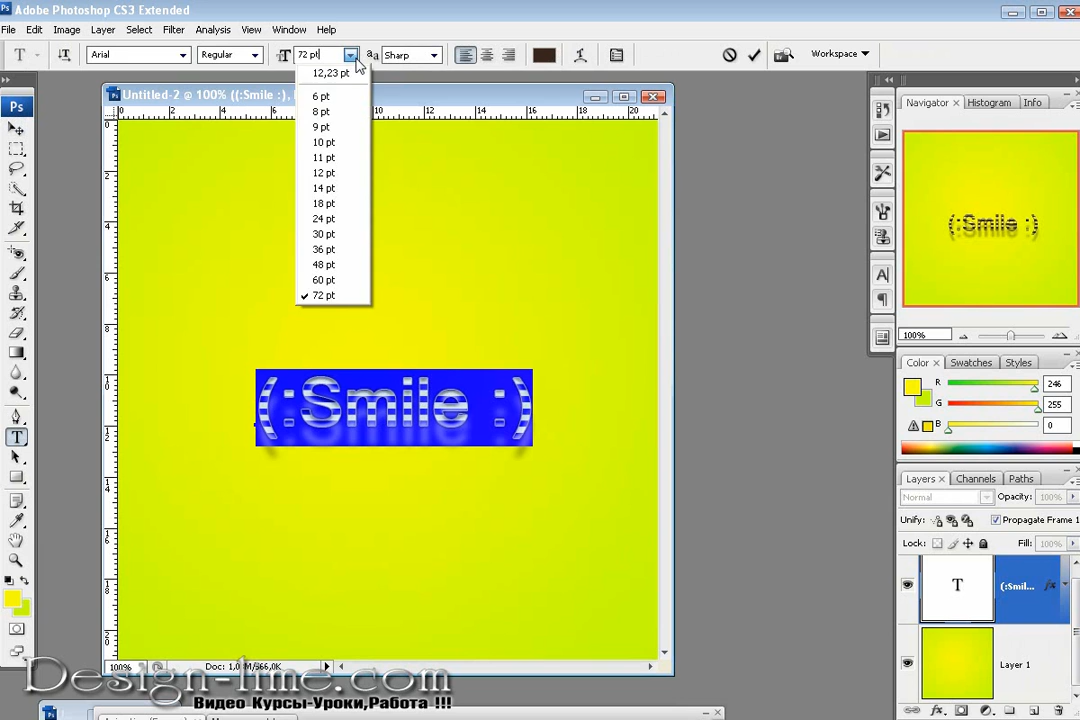 Adobe Photoshop CS3 Extended
File Edit Image Layer Select Filter Analysis View Window Help
Arial Regular 72 pt Sharp Workspace
12,23 pt
6 pt
8 pt
9 pt
10 pt
11 pt
12 pt
14 pt
18 pt
24 pt
30 pt
36 pt
48 pt
60 pt
72 pt
Untitled-2 @ 100% ((:Smile :),
(:Smile :)
100% Doc: 1,0
Navigator Histogram Info
(:Smile :)
100%
Color Swatches Styles
R 246
G 255
B 0
Layers Channels Paths
Normal Opacity: 100%
Unify: Propagate Frame 1
Lock: Fill: 100%
T (:Smil... fx
Layer 1
Design-lime.com
Видео Курсы-Уроки,Работа !!!